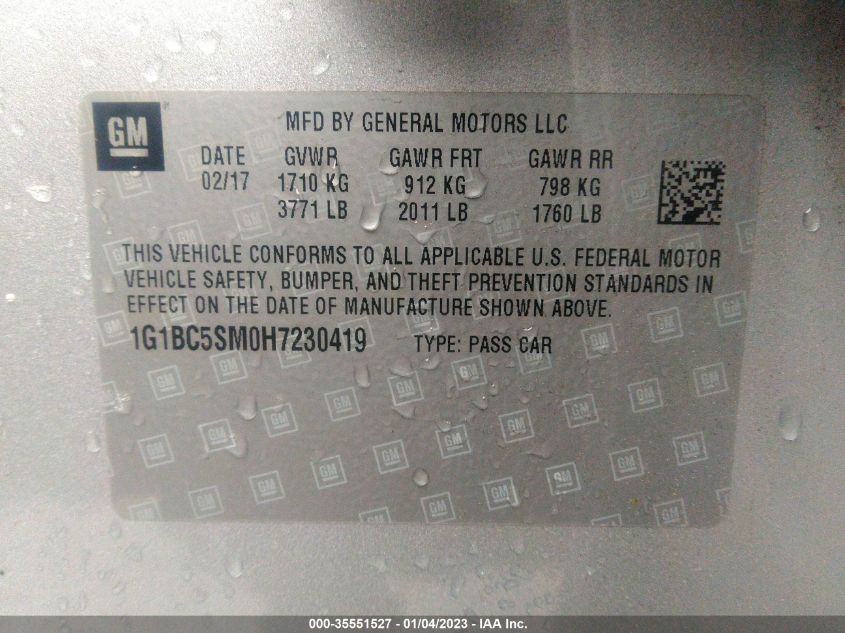 GM
MFD BY GENERAL MOTORS LLC
DATE GVWR GAWR FRT GAWR RR
02/17 1710 KG 912 KG 798 KG
3771 LB 2011 LB 1760 LB
THIS VEHICLE CONFORMS TO ALL APPLICABLE U.S. FEDERAL MOTOR
VEHICLE SAFETY, BUMPER, AND THEFT PREVENTION STANDARDS IN
EFFECT ON THE DATE OF MANUFACTURE SHOWN ABOVE.
1G1BC5SM0H7230419 TYPE: PASS CAR
000-35551527 - 01/04/2023 - IAA Inc.